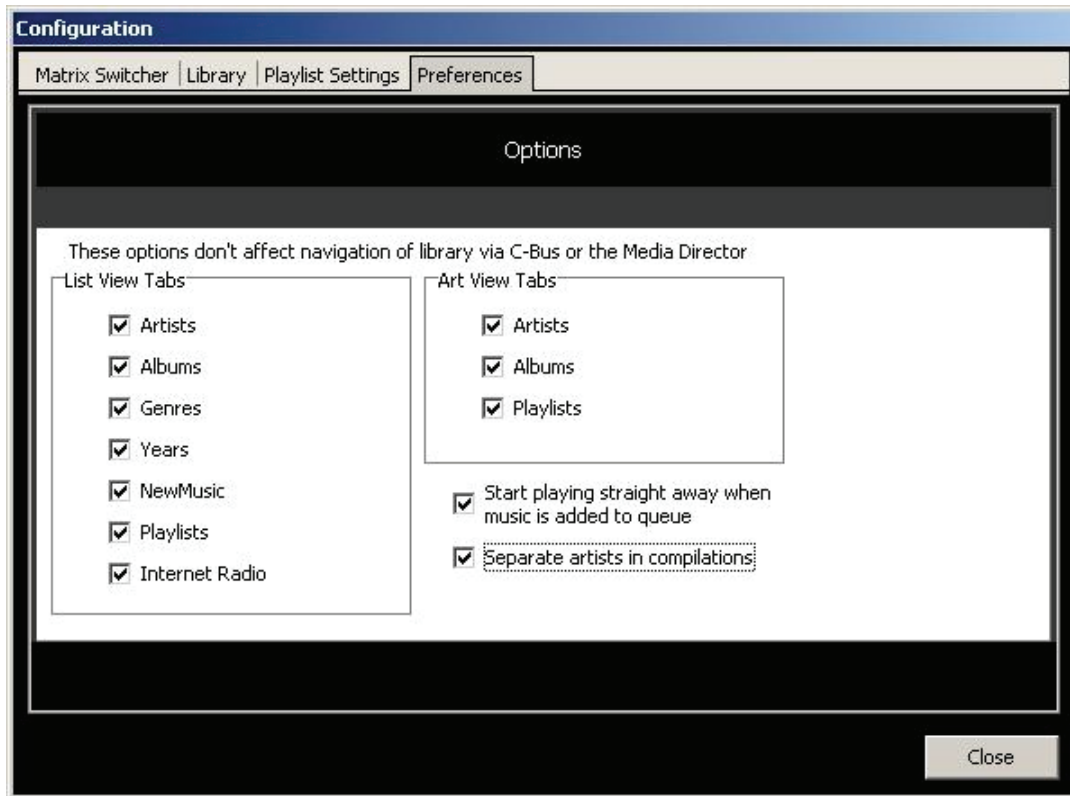 Configuration
Matrix Switcher Library Playlist Settings Preferences
Options
These options don't affect navigation of library via C-Bus or the Media Director
List View Tabs
Artists
Albums
Genres
Years
NewMusic
Playlists
Internet Radio
Art View Tabs
Artists
Albums
Playlists
Start playing straight away when
music is added to queue
Separate artists in compilations
Close